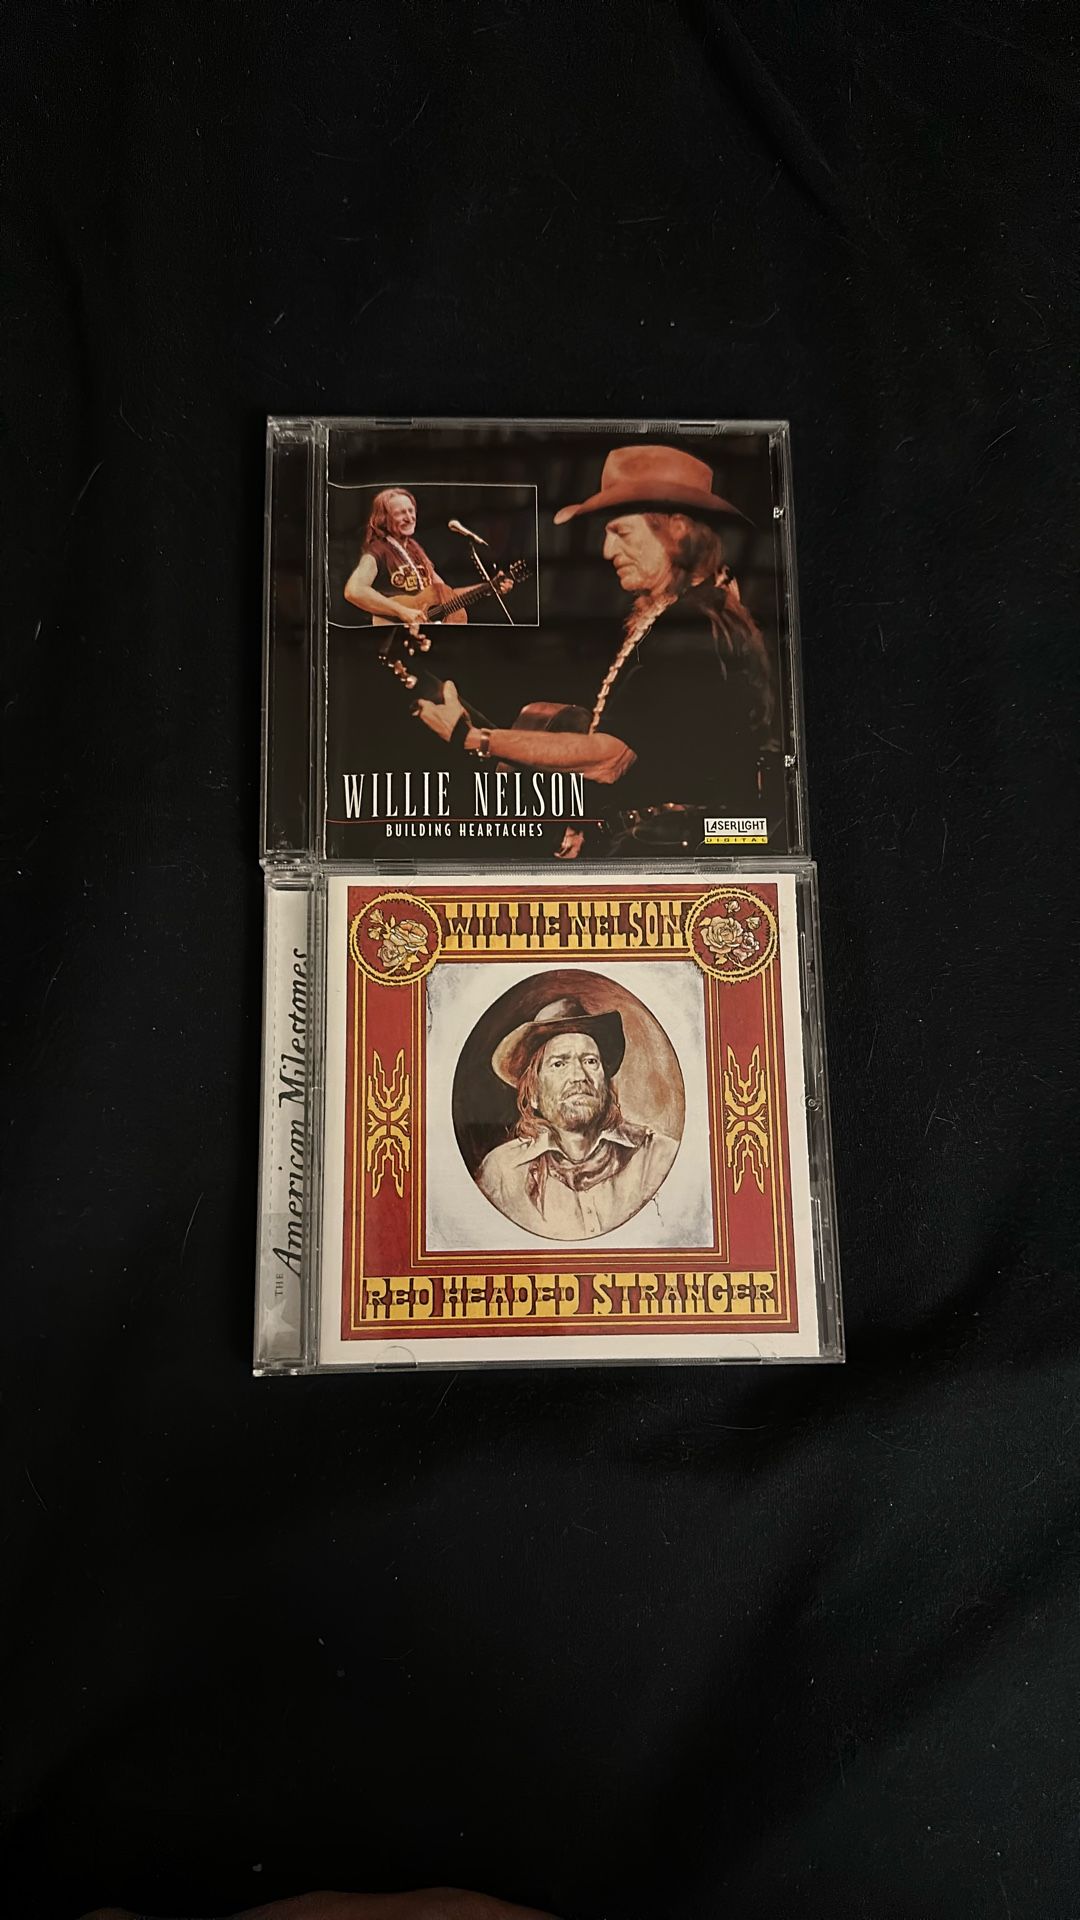 WILLIE NELSON
BUILDING HEARTACHES
LASERLIGHT
DIGITAL
THE American Milestones
WILLIE NELSON
RED HEADED STRANGER